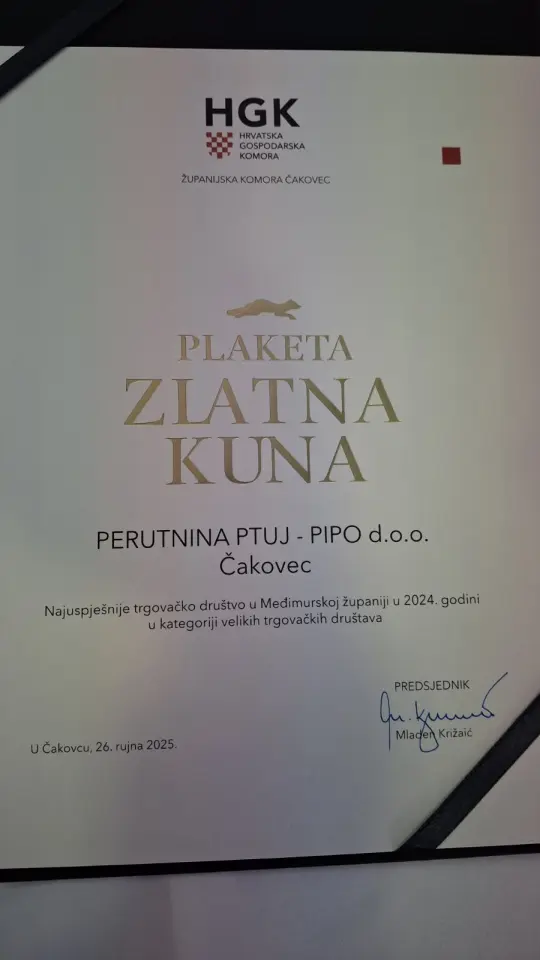 HGK
HRVATSKA
GOSPODARSKA
KOMORA
ŽUPANIJSKA KOMORA ČAKOVEC
PLAKETA
ZLATNA
KUNA
PERUTNINA PTUJ - PIPO d.o.o.
Čakovec
Najuspješnije trgovačko društvo u Međimurskoj županiji u 2024. godini
u kategoriji velikih trgovačkih društava
PREDSJEDNIK
Mladen Križaić
U Čakovcu, 26. rujna 2025.